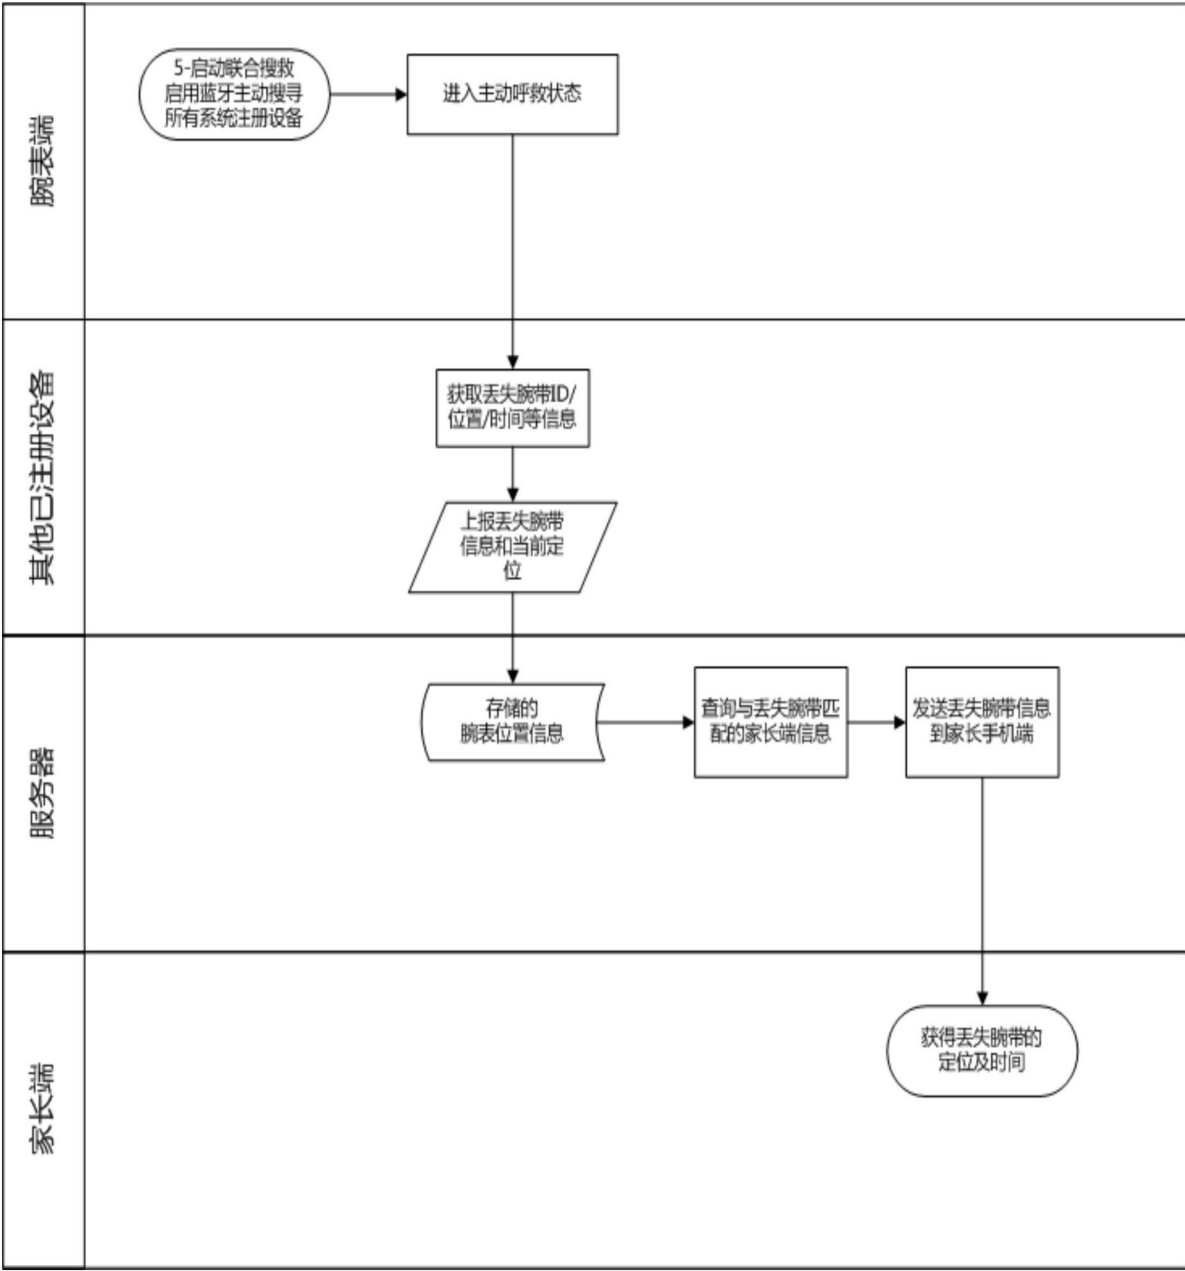 腕表端
5-启动联合搜救
启用蓝牙主动搜寻
所有系统注册设备
进入主动呼救状态
其他已注册设备
获取丢失腕带ID/
位置/时间等信息
上报丢失腕带
信息和当前定
位
服务器
存储的
腕表位置信息
查询与丢失腕带匹
配的家长端信息
发送丢失腕带信息
到家长手机端
家长端
获得丢失腕带的
定位及时间